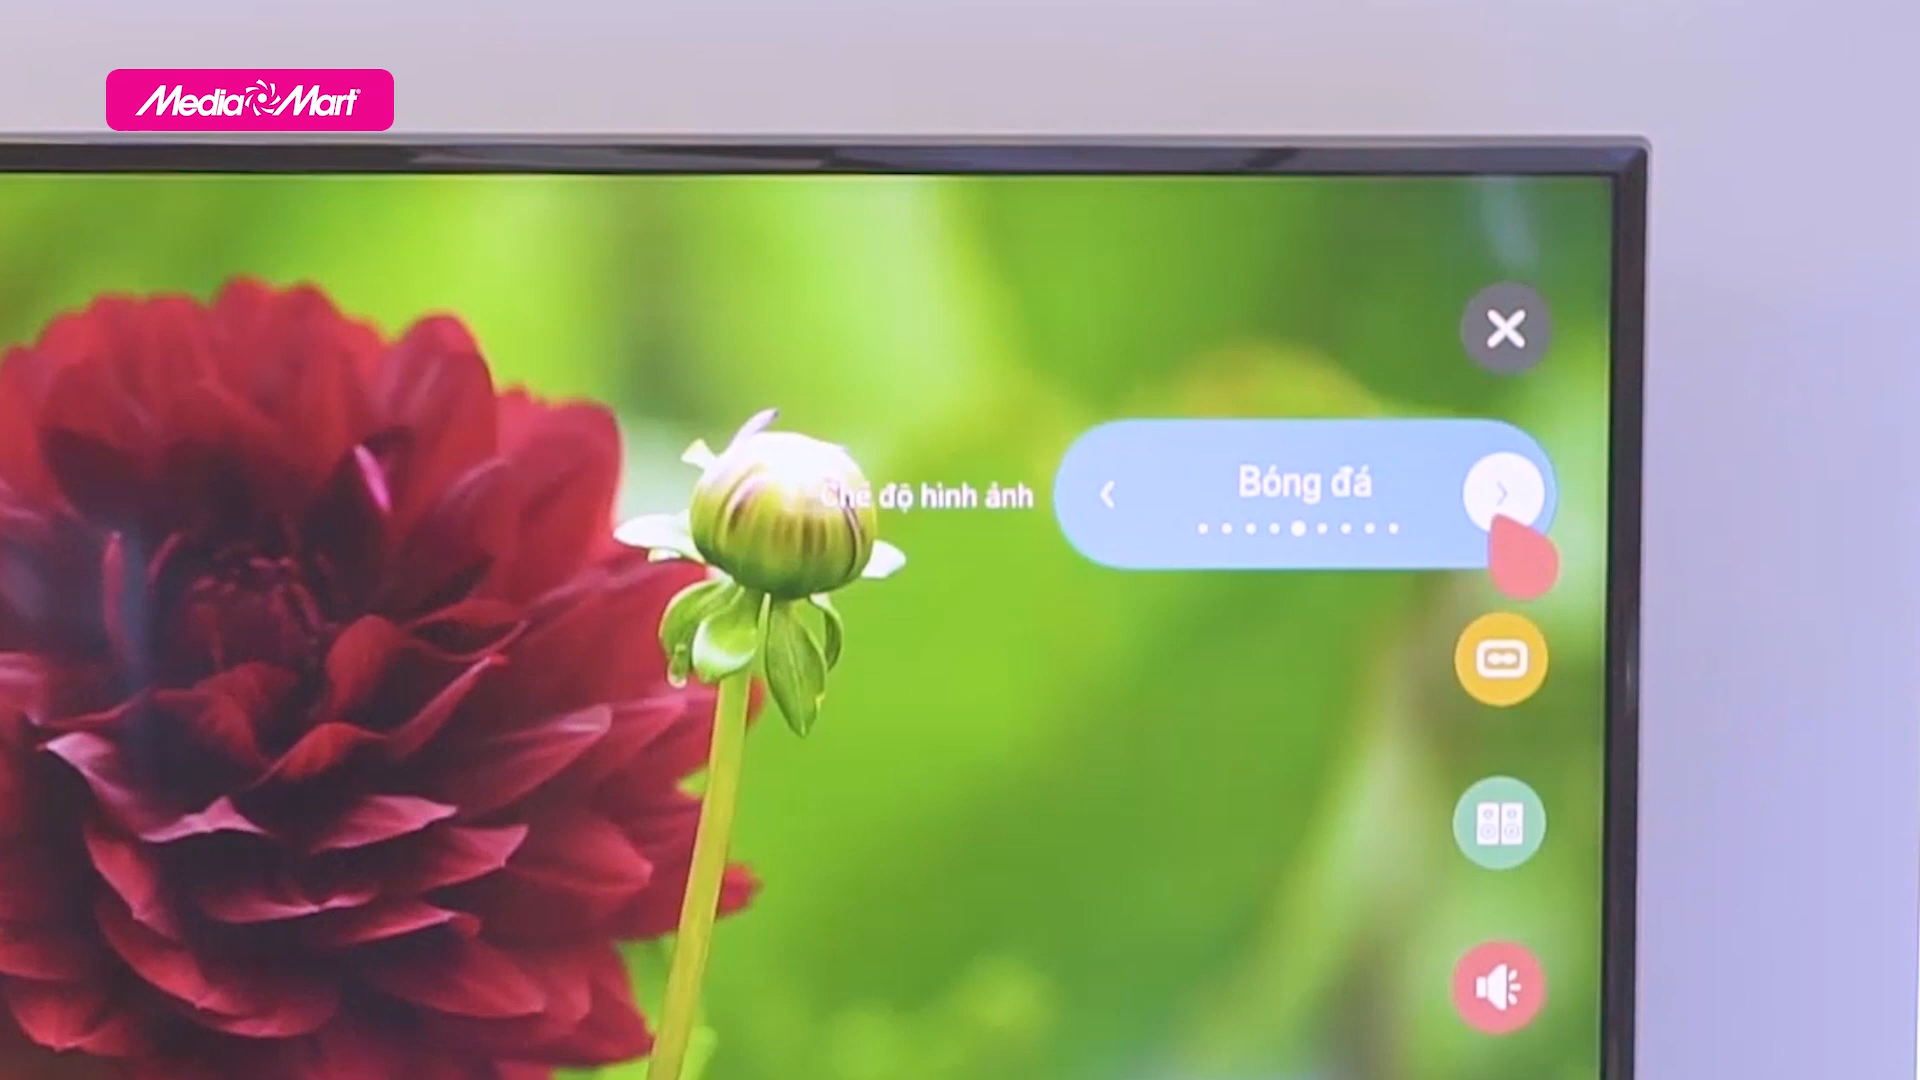 MediaMart
Chế độ hình ảnh
Bóng đá